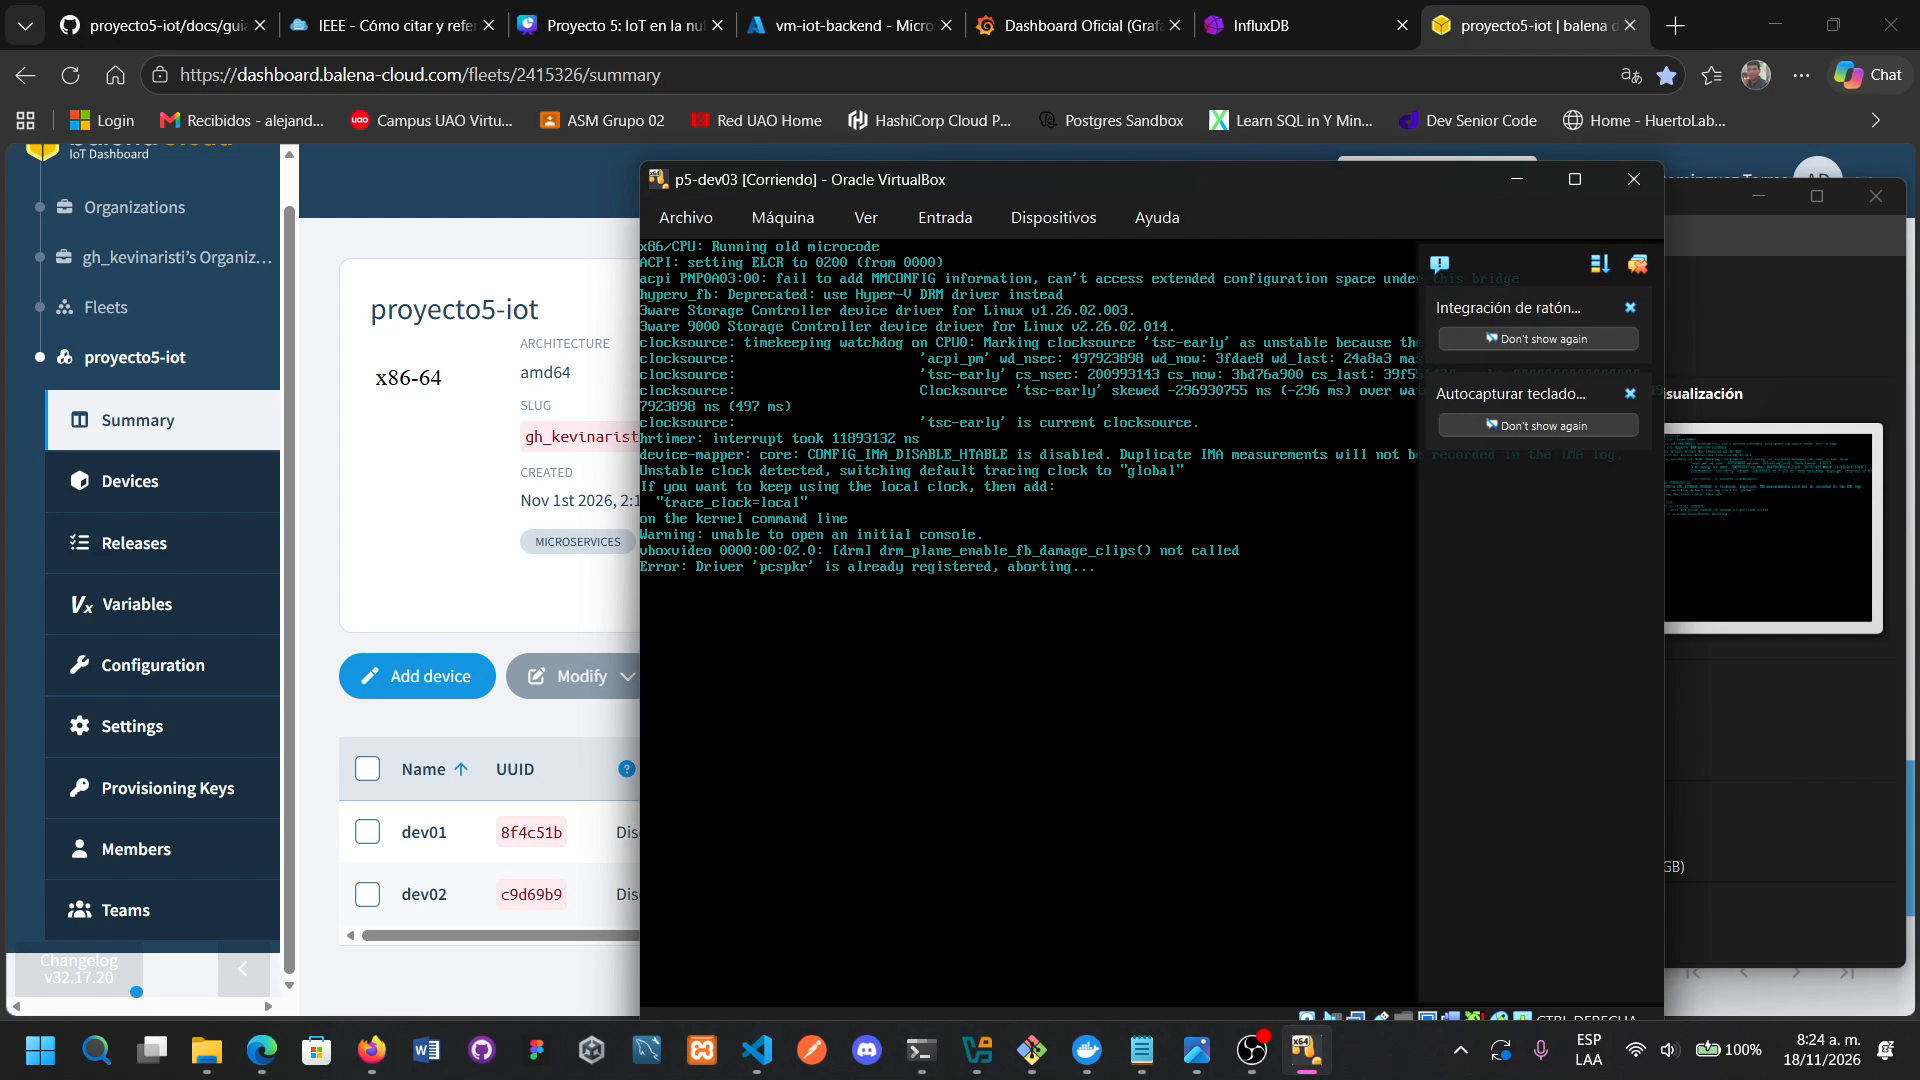 proyecto5-iot/docs/guia
IEEE - Cómo citar y refer
Proyecto 5: IoT en la nu
vm-iot-backend - Micro
Dashboard Oficial (Grafa
InfluxDB
proyecto5-iot | balena d
https://dashboard.balena-cloud.com/fleets/2415326/summary
Chat
Login
Recibidos - alejand...
Campus UAO Virtu...
ASM Grupo 02
Red UAO Home
HashiCorp Cloud P...
Postgres Sandbox
Learn SQL in Y Min...
Dev Senior Code
Home - HuertoLab...
IoT Dashboard
Organizations
gh_kevinaristi's Organiz...
Fleets
proyecto5-iot
Summary
Devices
Releases
Variables
Configuration
Settings
Provisioning Keys
Members
Teams
Changelog
v32.17.20
proyecto5-iot
x86-64
ARCHITECTURE
amd64
SLUG
gh_kevinarist
CREATED
Nov 1st 2026, 2:1
MICROSERVICES
Add device
Modify
Name
UUID
dev01
8f4c51b
Dis
dev02
c9d69b9
Dis
p5-dev03 [Corriendo] - Oracle VirtualBox
Archivo
Máquina
Ver
Entrada
Dispositivos
Ayuda
x86/CPU: Running old microcode
ACPI: setting ELCR to 0200 (from 0000)
acpi PNP0A03:00: fail to add MMCONFIG information, can't access extended configuration space under this bridge
hyperv_fb: Deprecated: use Hyper-V DRM driver instead
3ware Storage Controller device driver for Linux v1.26.02.003.
3ware 9000 Storage Controller device driver for Linux v2.26.02.014.
clocksource: timekeeping watchdog on CPU0: Marking clocksource 'tsc-early' as unstable because the
clocksource: 'acpi_pm' wd_nsec: 497923898 wd_now: 3fdae8 wd_last: 24a8a3 mas
clocksource: 'tsc-early' cs_nsec: 200993143 cs_now: 3bd76a900 cs_last:
clocksource: Clocksource 'tsc-early' skewed -296930755 ns (-296 ms) over wat
7923898 ns (497 ms)
clocksource: 'tsc-early' is current clocksource.
hrtimer: interrupt took 11893132 ns
device-mapper: core: CONFIG_IMA_DISABLE_HTABLE is disabled. Duplicate IMA measurements will not be recorded in the IMA log.
Unstable clock detected, switching default tracing clock to "global"
If you want to keep using the local clock, then add:
"trace_clock=local"
on the kernel command line
Warning: unable to open an initial console.
vboxvideo 0000:00:02.0: [drm] drm_plane_enable_fb_damage_clips() not called
Error: Driver 'pcspkr' is already registered, aborting...
Integración de ratón...
Don't show again
Autocapturar teclado...
Don't show again
isualización
GB)
CTRL DERECHA
ESP
LAA
100%
8:24 a. m.
18/11/2026